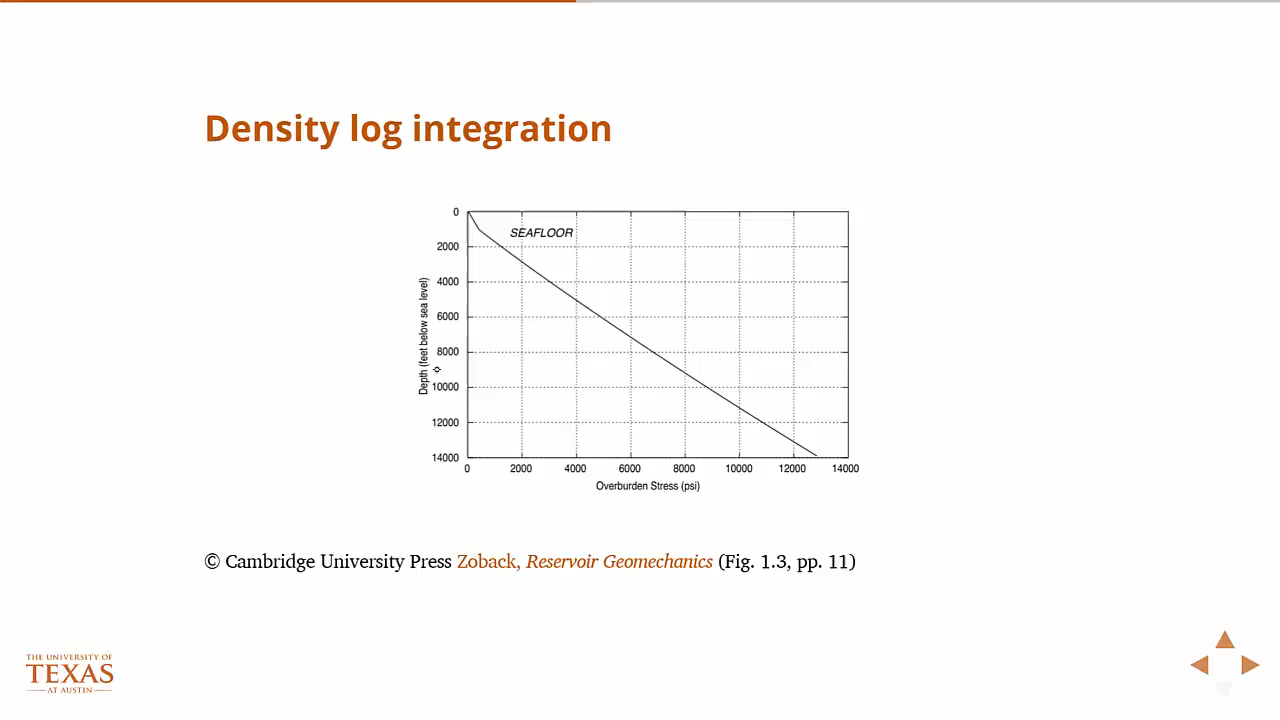 Density log integration
0
2000
4000
6000
8000
10000
12000
14000
Depth (feet below sea level)
SEAFLOOR
0 2000 4000 6000 8000 10000 12000 14000
Overburden Stress (psi)
© Cambridge University Press Zoback, Reservoir Geomechanics (Fig. 1.3, pp. 11)
THE UNIVERSITY OF
TEXAS
AT AUSTIN